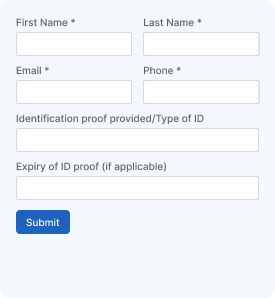 First Name * Last Name *
Email * Phone *
Identification proof provided/Type of ID
Expiry of ID proof (if applicable)
Submit